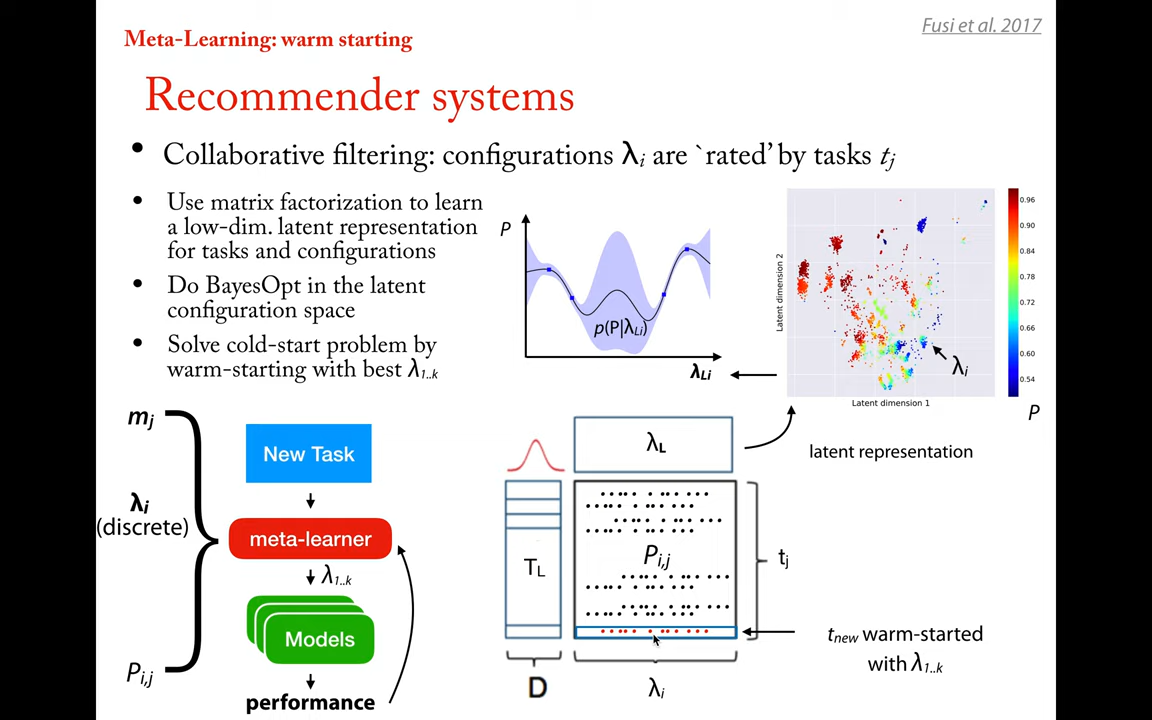 Meta-Learning: warm starting
Fusi et al. 2017
Recommender systems
• Collaborative filtering: configurations λi are `rated' by tasks tj
• Use matrix factorization to learn
a low-dim. latent representation
for tasks and configurations
• Do BayesOpt in the latent
configuration space
• Solve cold-start problem by
warm-starting with best λ1..k
P
p(P|λLi)
λLi
Latent dimension 2
Latent dimension 1
λi
0.96
0.90
0.84
0.78
0.72
0.66
0.60
0.54
P
mj
λi
(discrete)
Pi,j
New Task
meta-learner
λ1..k
Models
performance
λL
latent representation
TL
Pi,j
tj
tnew warm-started
with λ1..k
D
λi